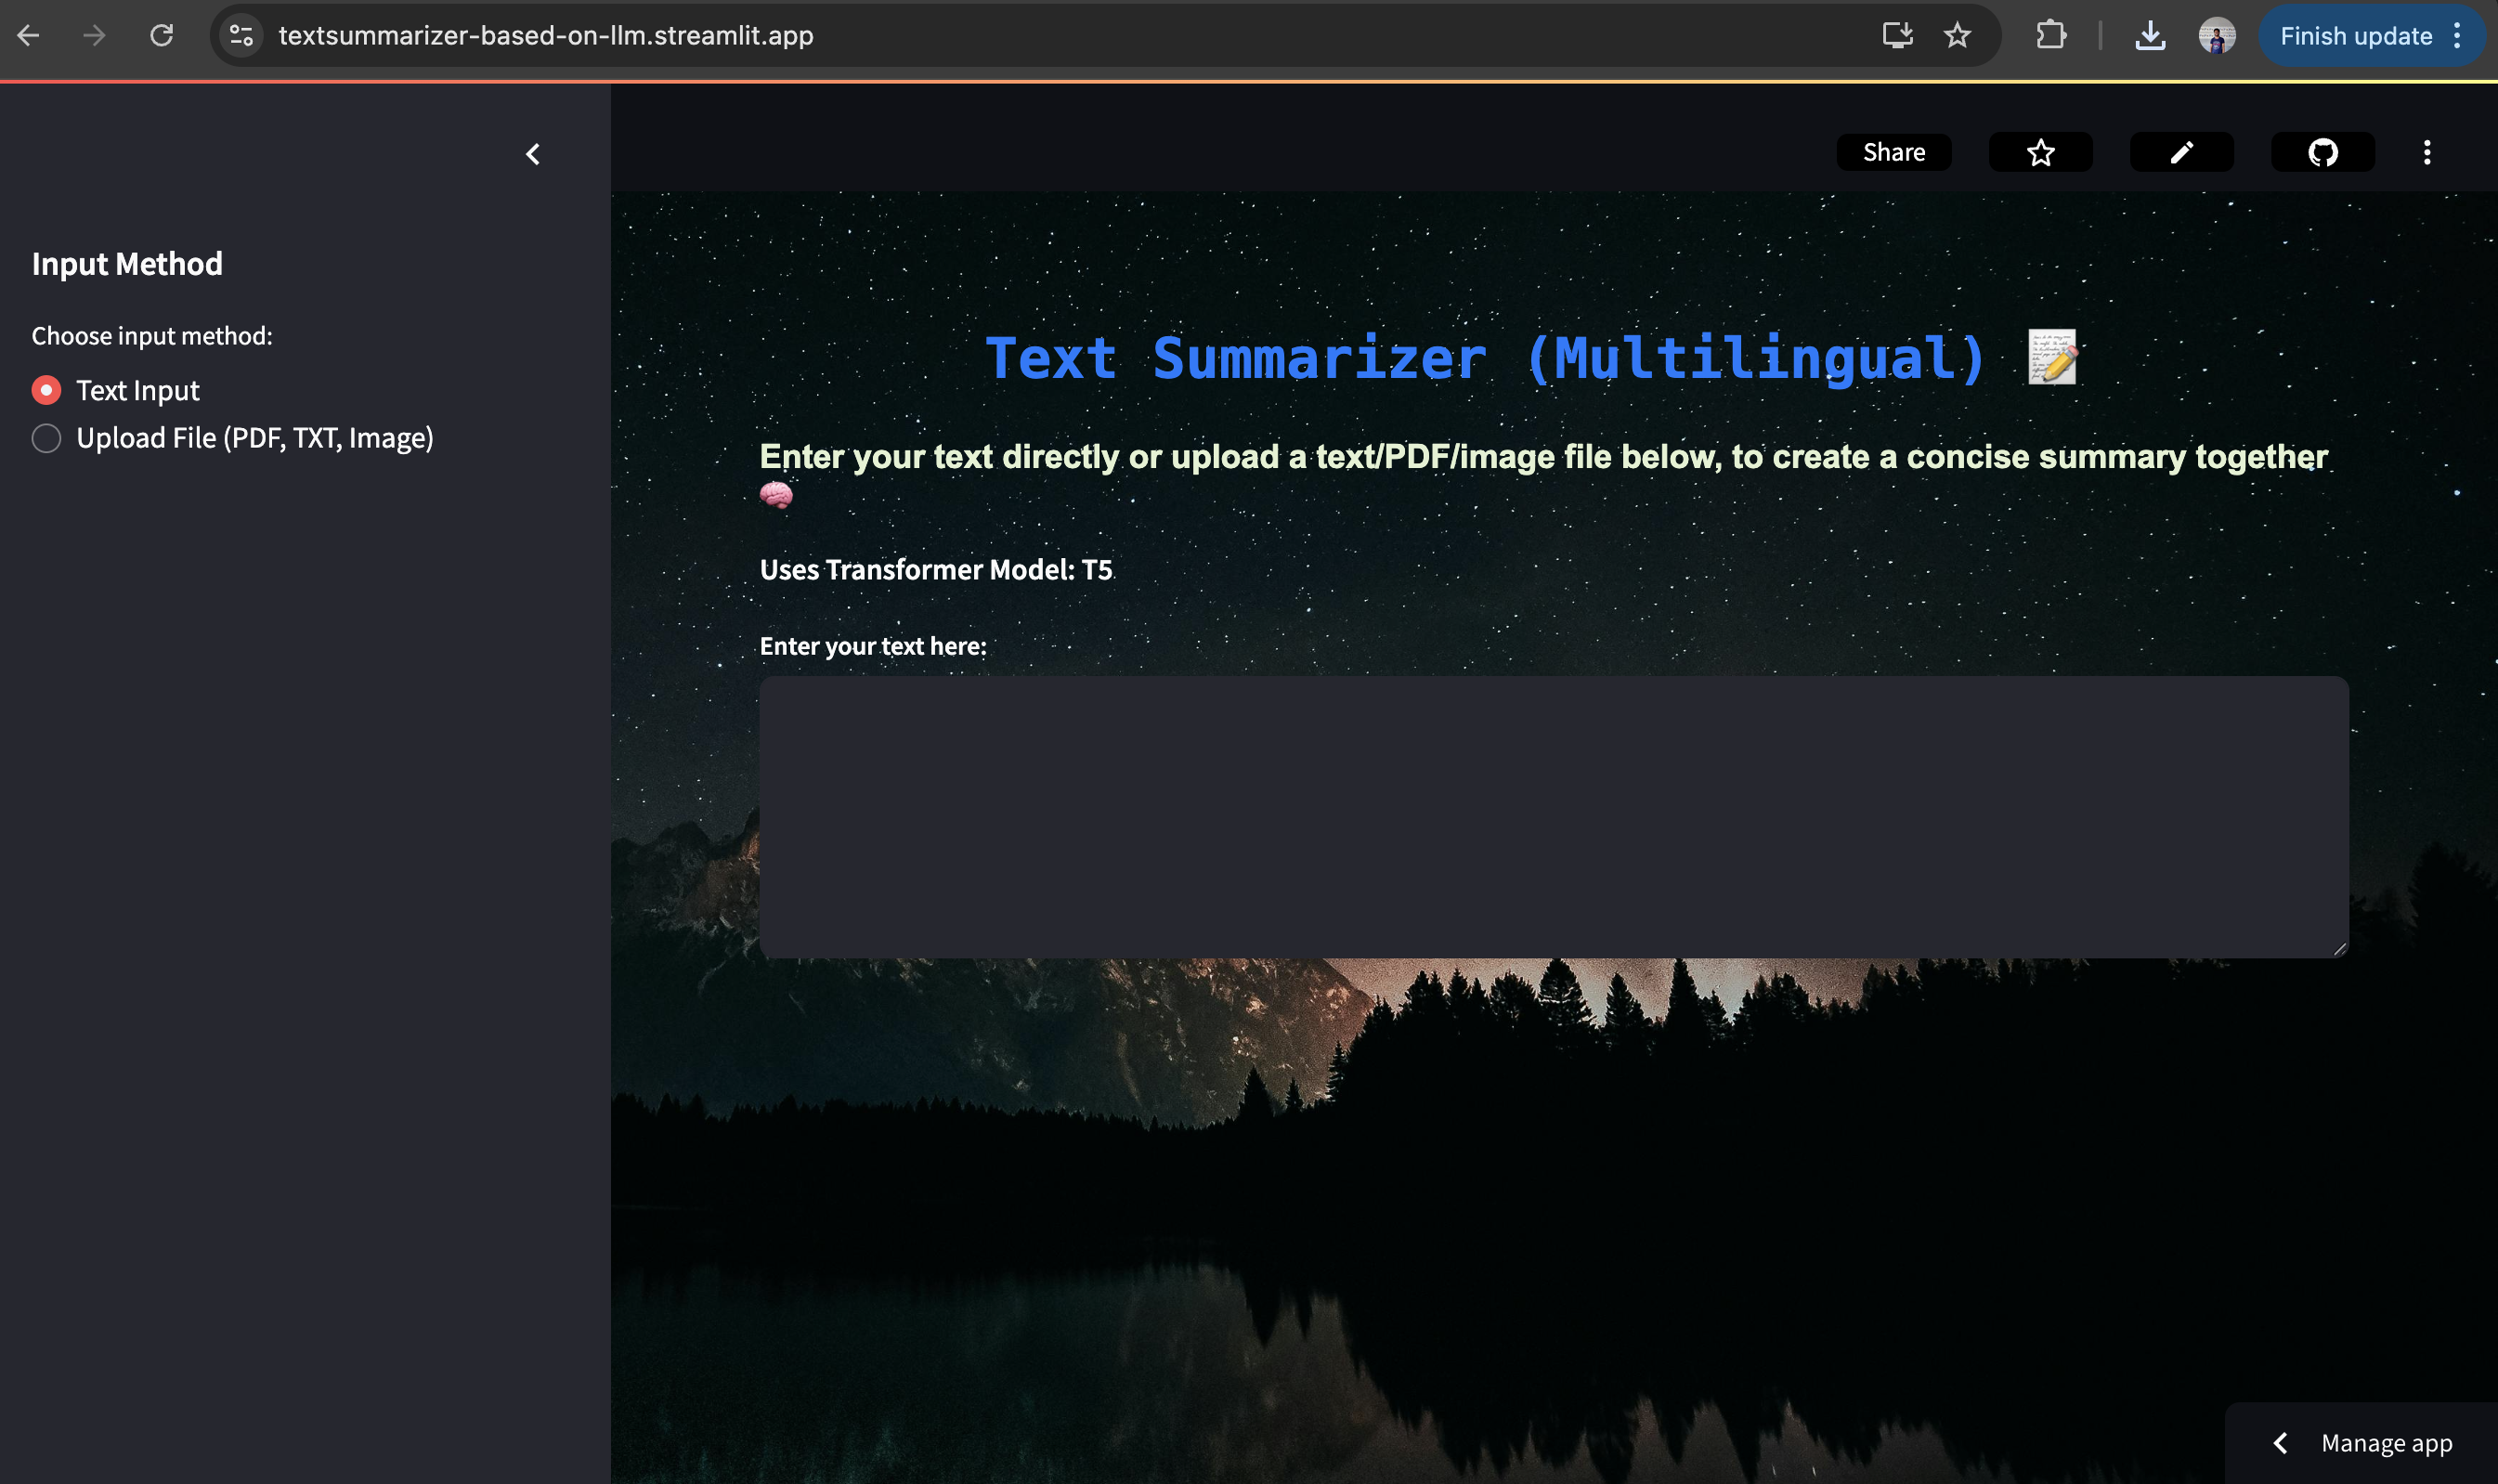 textsummarizer-based-on-llm.streamlit.app
Finish update
Share
Input Method
Choose input method:
Text Input
Upload File (PDF, TXT, Image)
Text Summarizer (Multilingual)
Enter your text directly or upload a text/PDF/image file below, to create a concise summary together
Uses Transformer Model: T5
Enter your text here:
Manage app